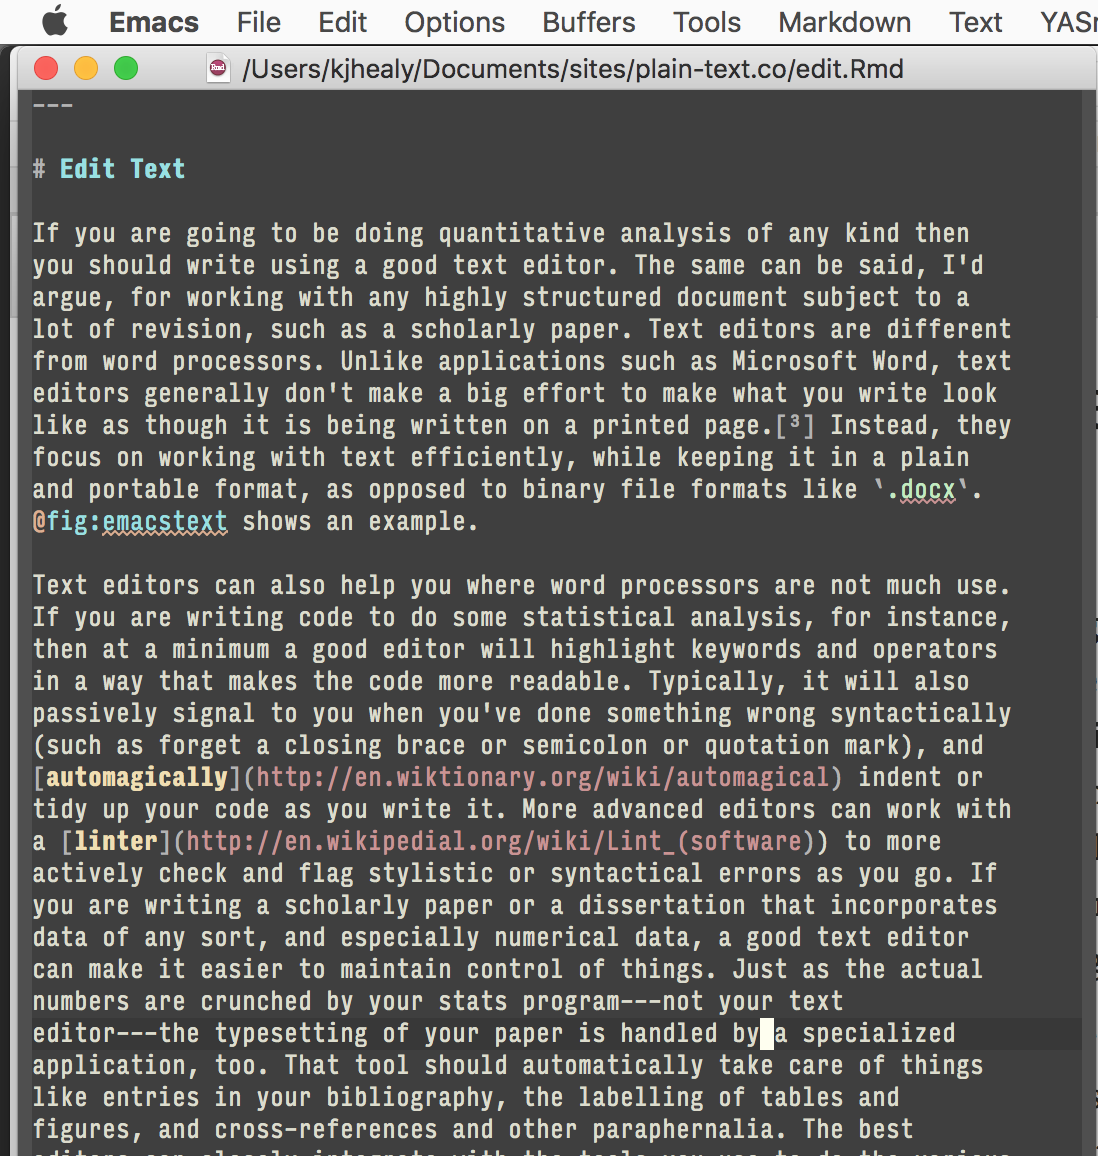 Emacs File Edit Options Buffers Tools Markdown Text YASn
Rmd /Users/kjhealy/Documents/sites/plain-text.co/edit.Rmd
---
# Edit Text
If you are going to be doing quantitative analysis of any kind then
you should write using a good text editor. The same can be said, I'd
argue, for working with any highly structured document subject to a
lot of revision, such as a scholarly paper. Text editors are different
from word processors. Unlike applications such as Microsoft Word, text
editors generally don't make a big effort to make what you write look
like as though it is being written on a printed page.[³] Instead, they
focus on working with text efficiently, while keeping it in a plain
and portable format, as opposed to binary file formats like `.docx`.
@fig:emacstext shows an example.
Text editors can also help you where word processors are not much use.
If you are writing code to do some statistical analysis, for instance,
then at a minimum a good editor will highlight keywords and operators
in a way that makes the code more readable. Typically, it will also
passively signal to you when you've done something wrong syntactically
(such as forget a closing brace or semicolon or quotation mark), and
[automagically](http://en.wiktionary.org/wiki/automagical) indent or
tidy up your code as you write it. More advanced editors can work with
a [linter](http://en.wikipedial.org/wiki/Lint_(software)) to more
actively check and flag stylistic or syntactical errors as you go. If
you are writing a scholarly paper or a dissertation that incorporates
data of any sort, and especially numerical data, a good text editor
can make it easier to maintain control of things. Just as the actual
numbers are crunched by your stats program---not your text
editor---the typesetting of your paper is handled by a specialized
application, too. That tool should automatically take care of things
like entries in your bibliography, the labelling of tables and
figures, and cross-references and other paraphernalia. The best